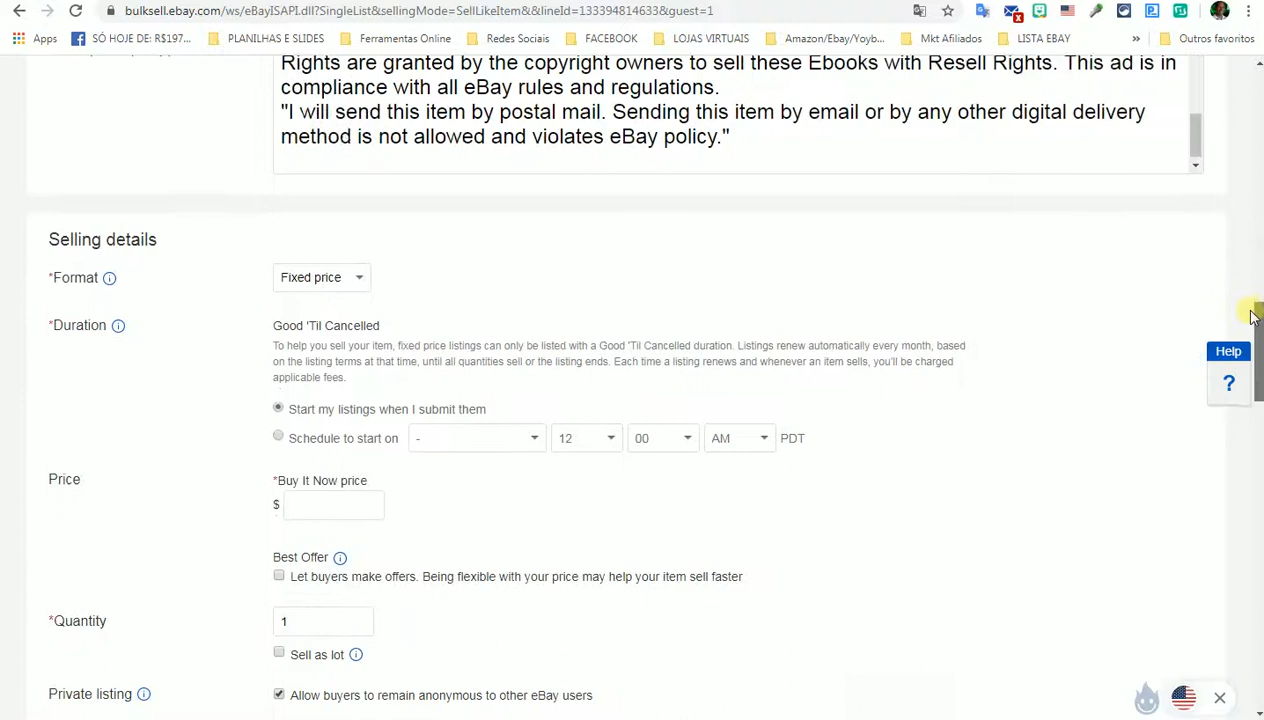 bulksell.ebay.com/ws/eBayISAPI.dll?SingleList&sellingMode=SellLikeItem&&lineId=133394814633&guest=1
Apps SÓ HOJE DE: R$197... PLANILHAS E SLIDES Ferramentas Online Redes Sociais FACEBOOK LOJAS VIRTUAIS Amazon/Ebay/Yoyb... Mkt Afiliados LISTA EBAY » Outros favoritos
Rights are granted by the copyright owners to sell these Ebooks with Resell Rights. This ad is in
compliance with all eBay rules and regulations.
"I will send this item by postal mail. Sending this item by email or by any other digital delivery
method is not allowed and violates eBay policy."
Selling details
*Format Fixed price
*Duration Good 'Til Cancelled
To help you sell your item, fixed price listings can only be listed with a Good 'Til Cancelled duration. Listings renew automatically every month, based
on the listing terms at that time, until all quantities sell or the listing ends. Each time a listing renews and whenever an item sells, you'll be charged
applicable fees.
Help
?
Start my listings when I submit them
Schedule to start on - 12 00 AM PDT
Price *Buy It Now price
$
Best Offer
Let buyers make offers. Being flexible with your price may help your item sell faster
*Quantity 1
Sell as lot
Private listing Allow buyers to remain anonymous to other eBay users